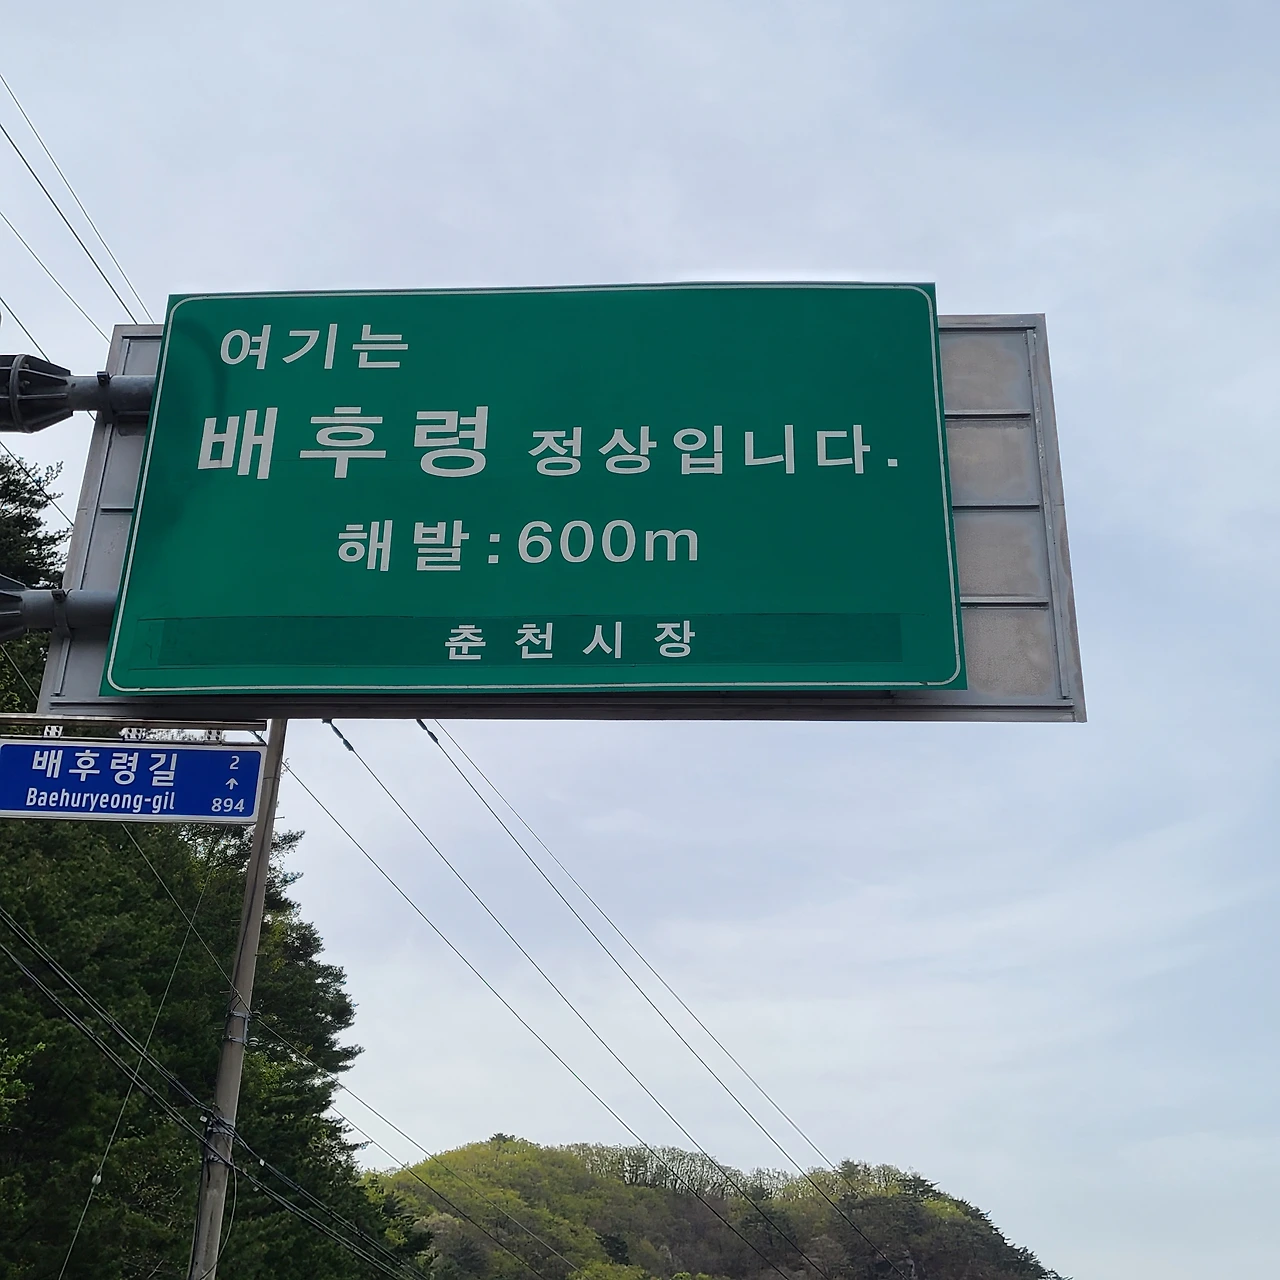 여기는
배후령 정상입니다.
해발:600m
춘천시장
배후령길 2
↑
Baehuryeong-gil 894